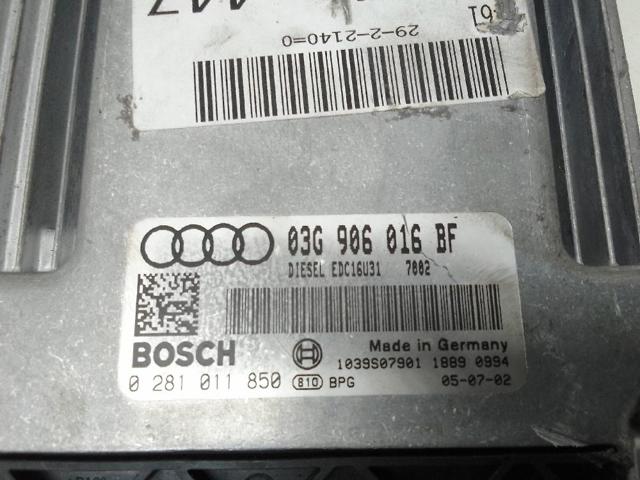 29-2-2140=0
03G 906 016 BF
DIESEL EDC16U31 7002
BOSCH
Made in Germany
1039S07901 1889 0994
0 281 011 850 810 BPG 05-07-02